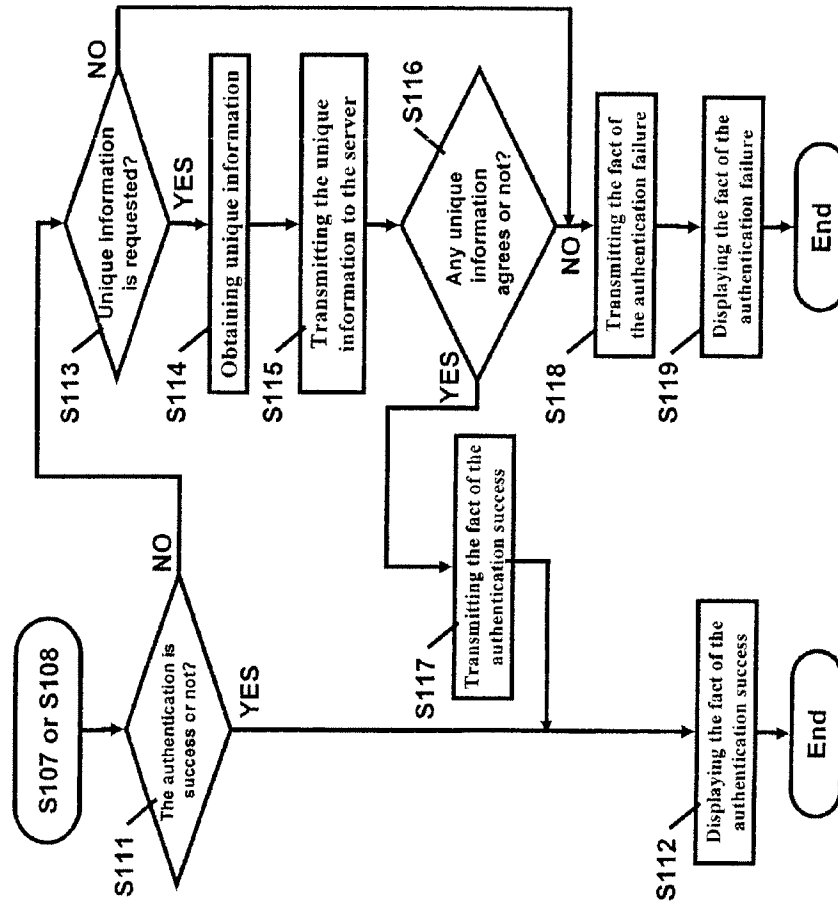 S107 or S108
S111
The authentication is
success or not?
NO
YES
S113
Unique information
is requested?
NO
YES
S114
Obtaining unique information
S115
Transmitting the unique
information to the server
S116
Any unique
information
agrees or not?
YES
NO
S117
Transmitting the fact of the
authentication success
S118
Transmitting the fact of
the authentication failure
S119
Displaying the fact of the
authentication failure
End
S112
Displaying the fact of the
authentication success
End